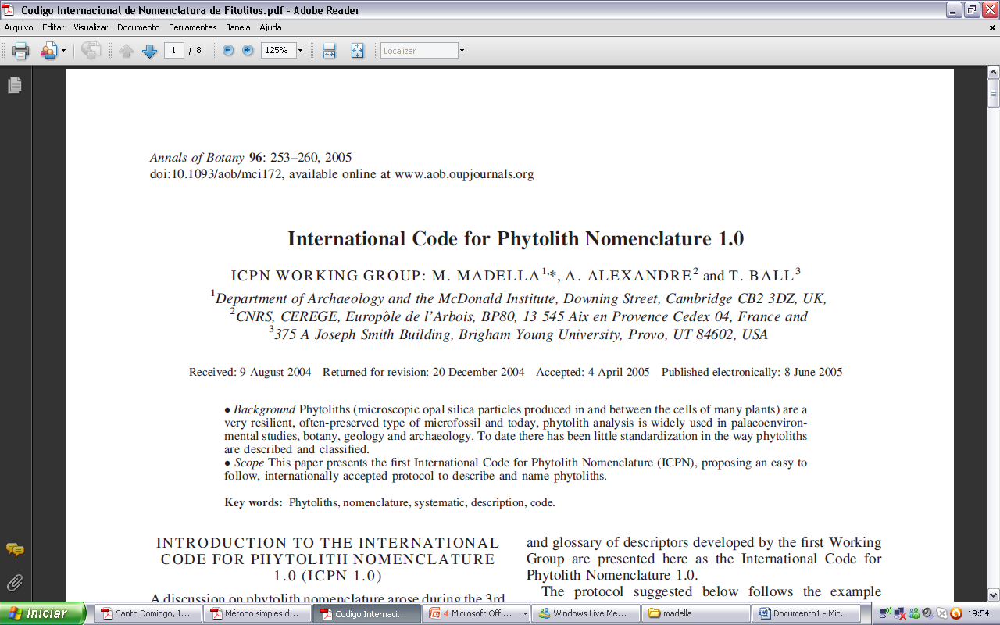 Codigo Internacional de Nomenclatura de Fitolitos.pdf - Adobe Reader
Arquivo Editar Visualizar Documento Ferramentas Janela Ajuda
1 / 8 125% Localizar
Annals of Botany 96: 253–260, 2005
doi:10.1093/aob/mci172, available online at www.aob.oupjournals.org
International Code for Phytolith Nomenclature 1.0
ICPN WORKING GROUP: M. MADELLA1,*, A. ALEXANDRE2 and T. BALL3
1Department of Archaeology and the McDonald Institute, Downing Street, Cambridge CB2 3DZ, UK,
2CNRS, CEREGE, Europôle de l'Arbois, BP80, 13 545 Aix en Provence Cedex 04, France and
3375 A Joseph Smith Building, Brigham Young University, Provo, UT 84602, USA
Received: 9 August 2004 Returned for revision: 20 December 2004 Accepted: 4 April 2005 Published electronically: 8 June 2005
• Background Phytoliths (microscopic opal silica particles produced in and between the cells of many plants) are a
very resilient, often-preserved type of microfossil and today, phytolith analysis is widely used in palaeoenviron-
mental studies, botany, geology and archaeology. To date there has been little standardization in the way phytoliths
are described and classified.
• Scope This paper presents the first International Code for Phytolith Nomenclature (ICPN), proposing an easy to
follow, internationally accepted protocol to describe and name phytoliths.
Key words: Phytoliths, nomenclature, systematic, description, code.
INTRODUCTION TO THE INTERNATIONAL
CODE FOR PHYTOLITH NOMENCLATURE
1.0 (ICPN 1.0)
A discussion on phytolith nomenclature arose during the 3rd
and glossary of descriptors developed by the first Working
Group are presented here as the International Code for
Phytolith Nomenclature 1.0.
The protocol suggested below follows the example
Iniciar Santo Domingo, I... Método simples d... Codigo Internaci... 4 Microsoft Offi... Windows Live Me... madella Documento1 - Mic... 19:54